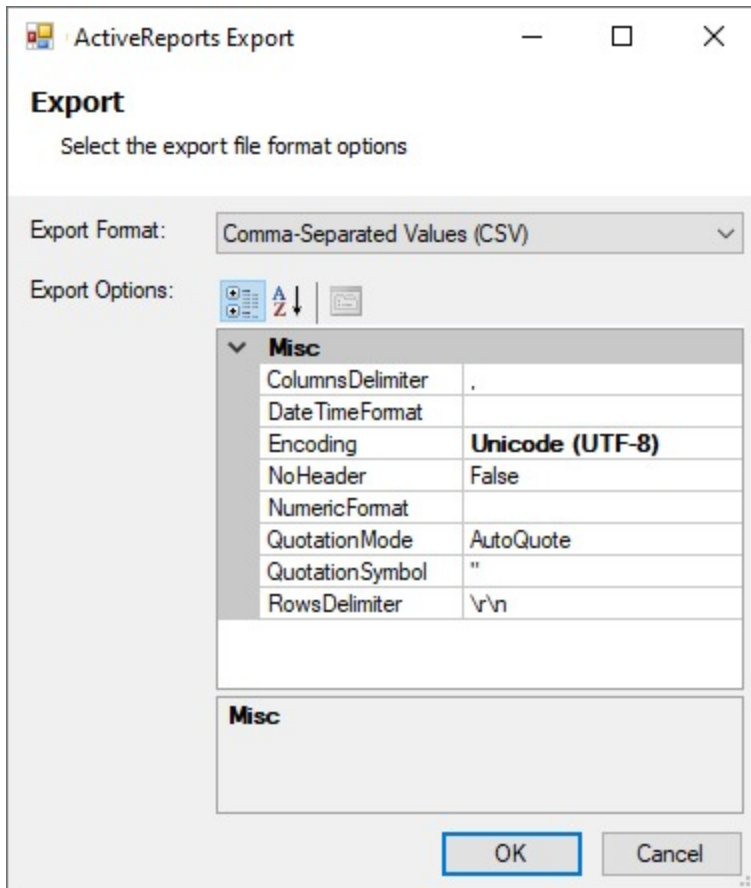 ActiveReports Export
Export
Select the export file format options
Export Format: Comma-Separated Values (CSV)
Export Options:
Misc
ColumnsDelimiter ,
DateTimeFormat
Encoding Unicode (UTF-8)
NoHeader False
NumericFormat
QuotationMode AutoQuote
QuotationSymbol "
RowsDelimiter \r\n
Misc
OK Cancel